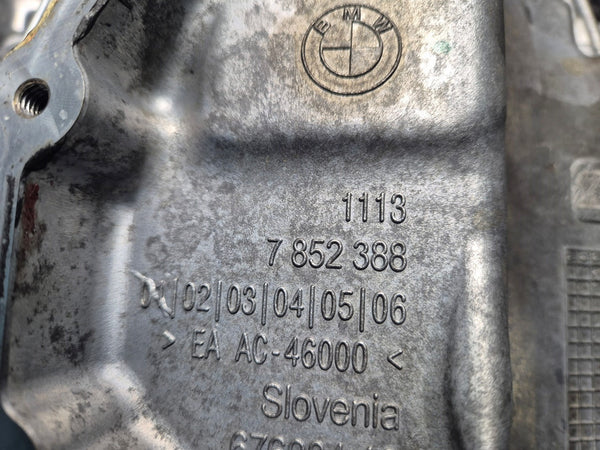 BMW
1113
7 852 388
01|02|03|04|05|06
> EA AC-46000 <
Slovenia